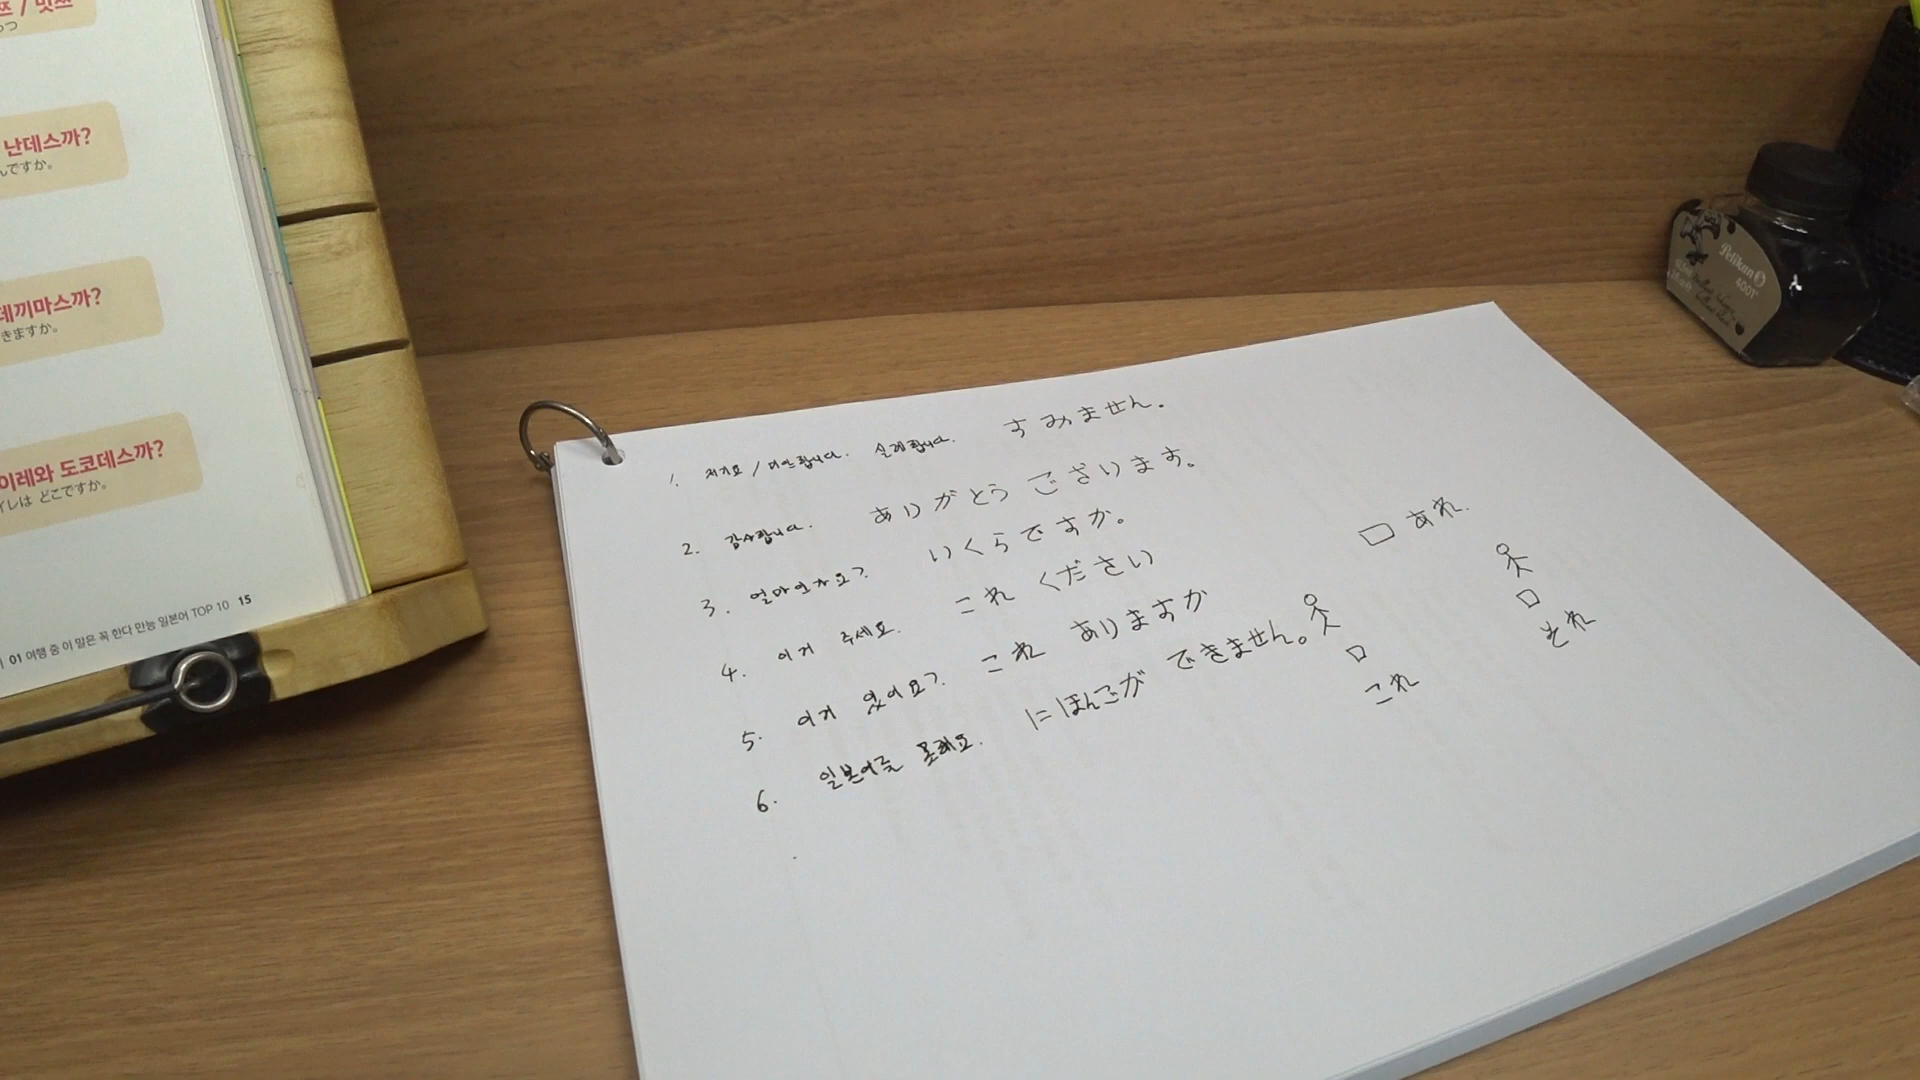 난데스까?
んですか。
데끼마스까?
きますか。
이레와 도코데스까?
イレは どこですか。
01 여행 중 이 말은 꼭 한다 만능 일본어 TOP 10 15
Pelikan
4001
1. 저기요 / 미안합니다. 실례합니다. すみません.
2. 감사합니다. ありがとう ございます。
3. 얼마인가요? いくらですか。
4. 이거 주세요. これ ください
5. 이거 있어요? これ ありますか
6. 일본어를 몰래요. にほんごが できません。
あれ.
それ
これ